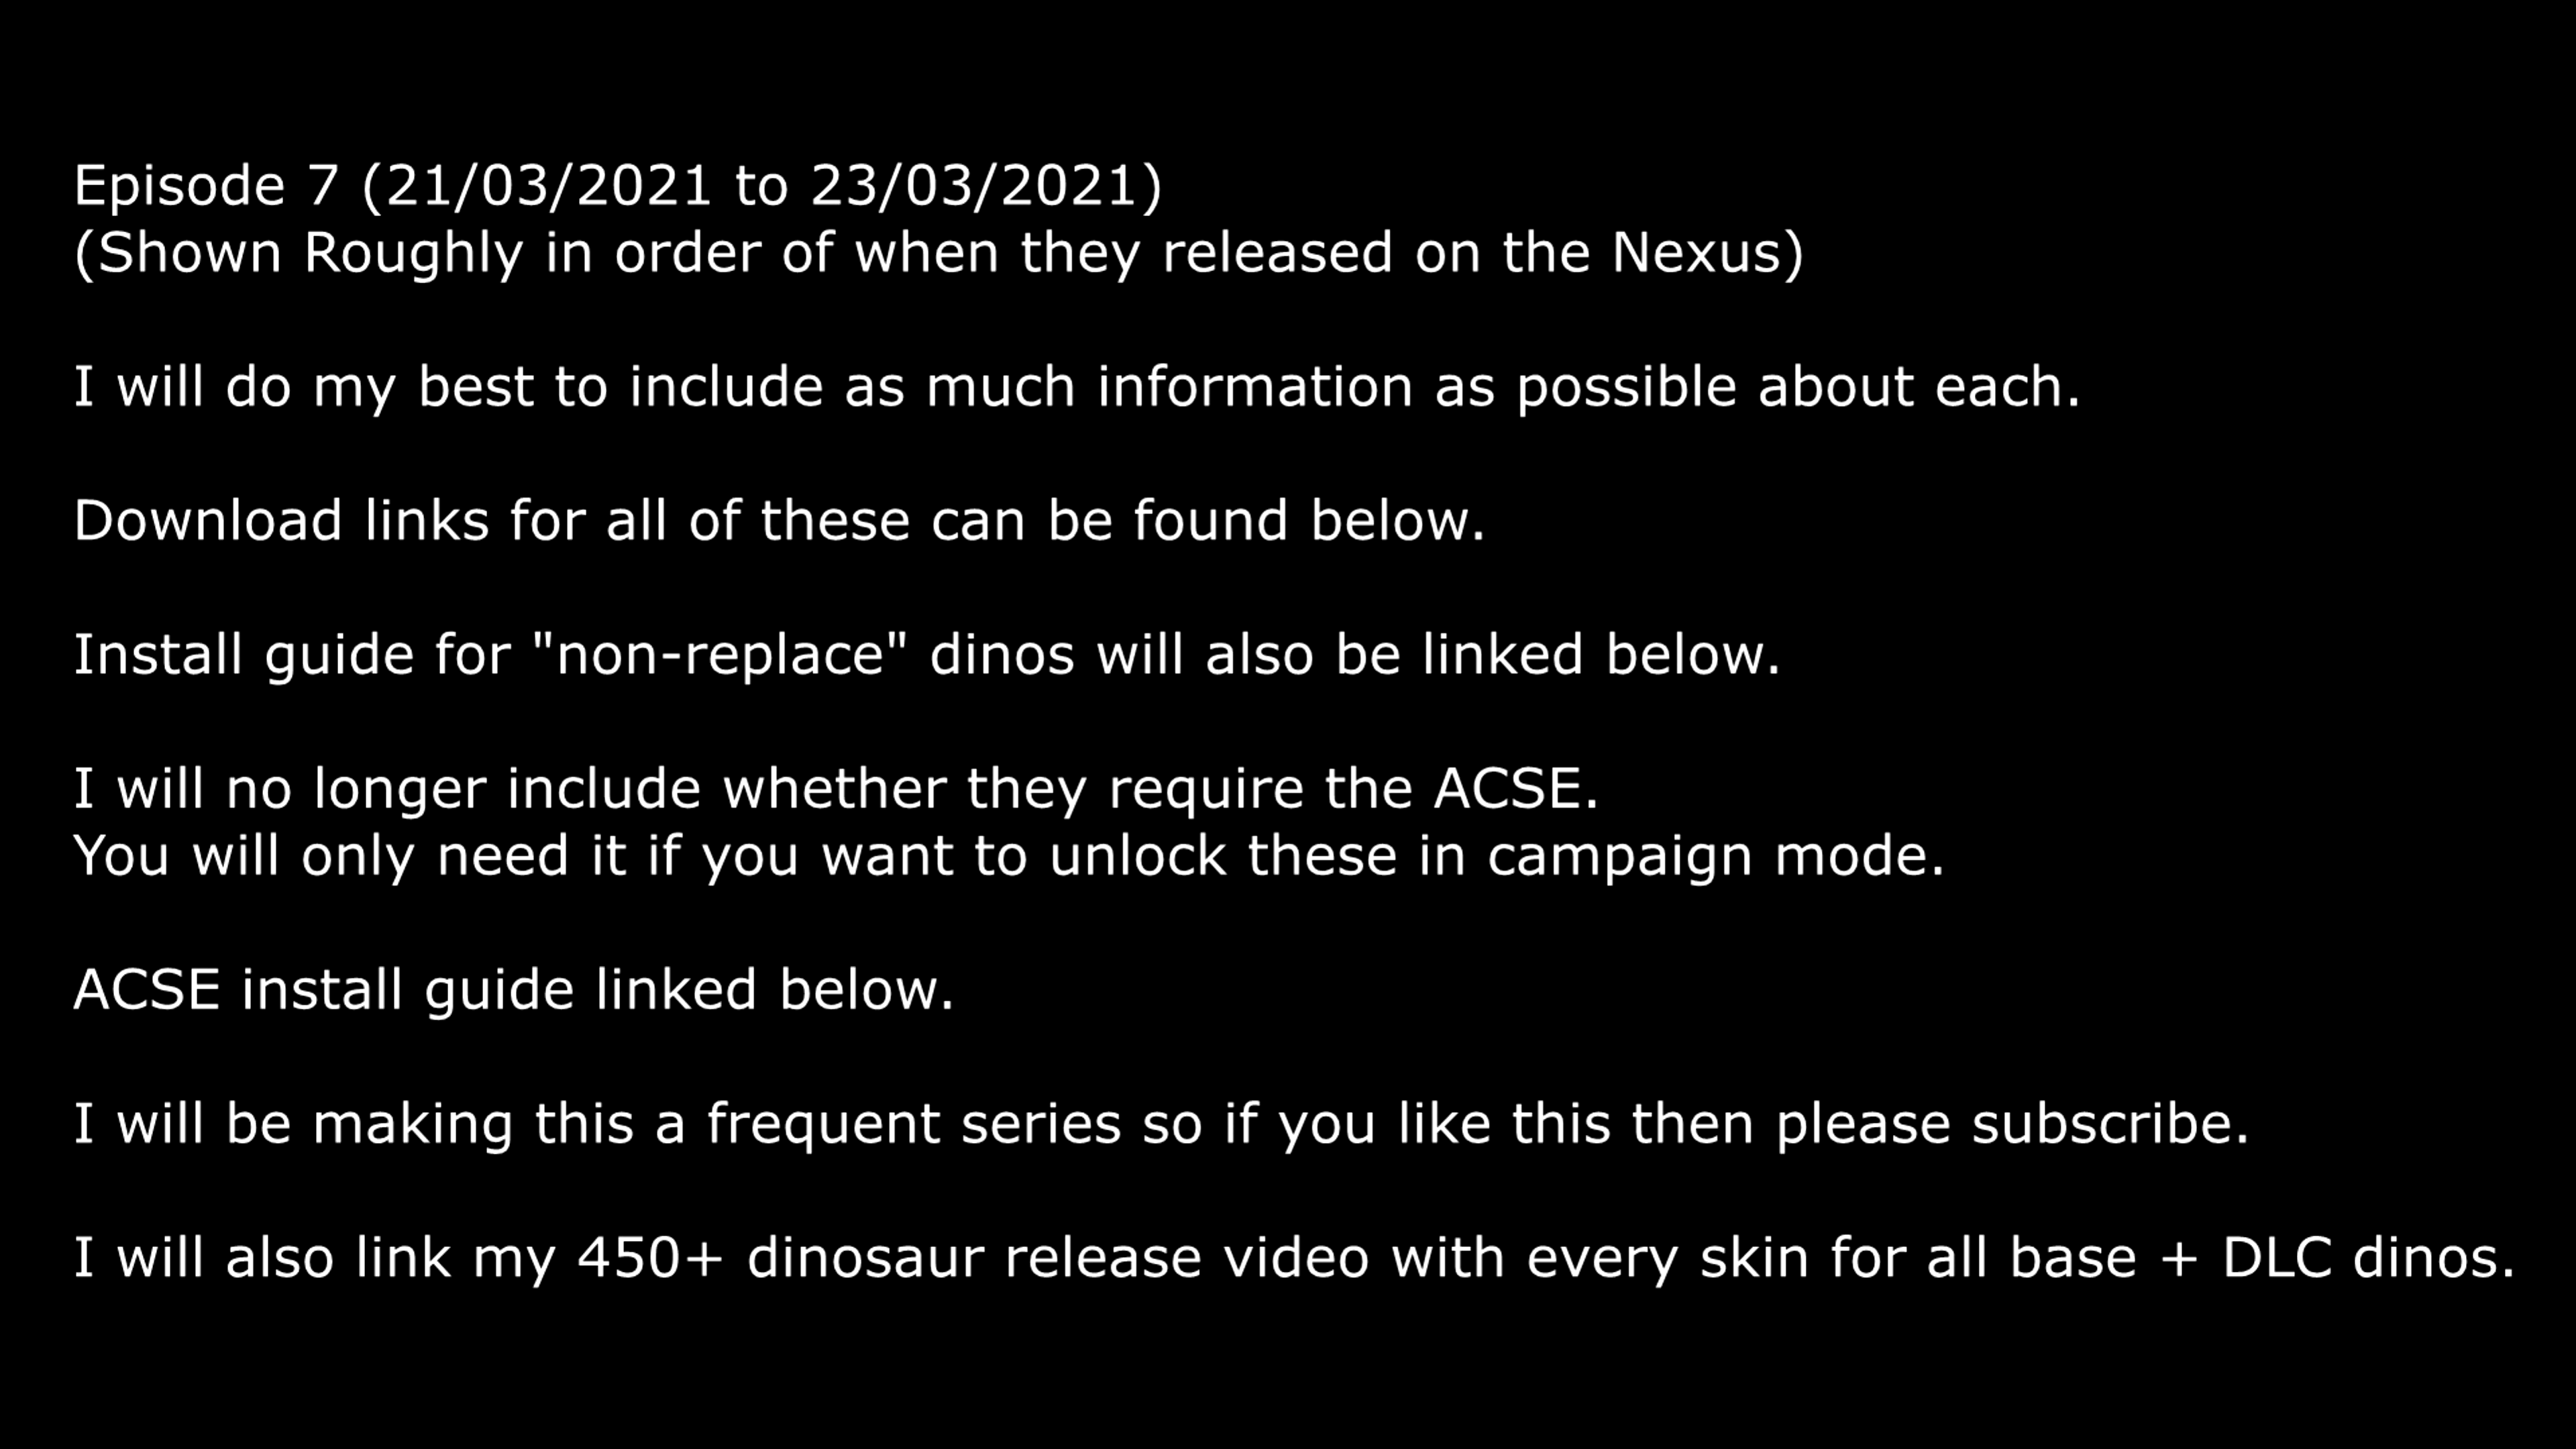 Episode 7 (21/03/2021 to 23/03/2021)
(Shown Roughly in order of when they released on the Nexus)
I will do my best to include as much information as possible about each.
Download links for all of these can be found below.
Install guide for "non-replace" dinos will also be linked below.
I will no longer include whether they require the ACSE.
You will only need it if you want to unlock these in campaign mode.
ACSE install guide linked below.
I will be making this a frequent series so if you like this then please subscribe.
I will also link my 450+ dinosaur release video with every skin for all base + DLC dinos.